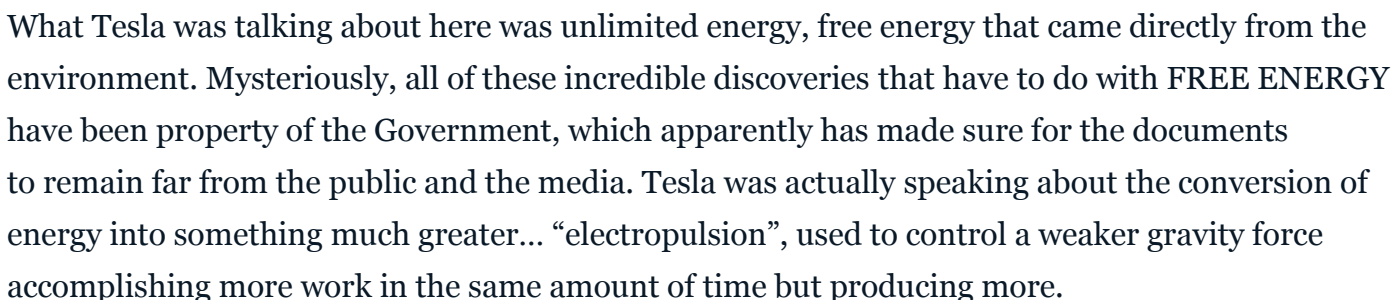 What Tesla was talking about here was unlimited energy, free energy that came directly from the
environment. Mysteriously, all of these incredible discoveries that have to do with FREE ENERGY
have been property of the Government, which apparently has made sure for the documents
to remain far from the public and the media. Tesla was actually speaking about the conversion of
energy into something much greater... “electropulsion”, used to control a weaker gravity force
accomplishing more work in the same amount of time but producing more.